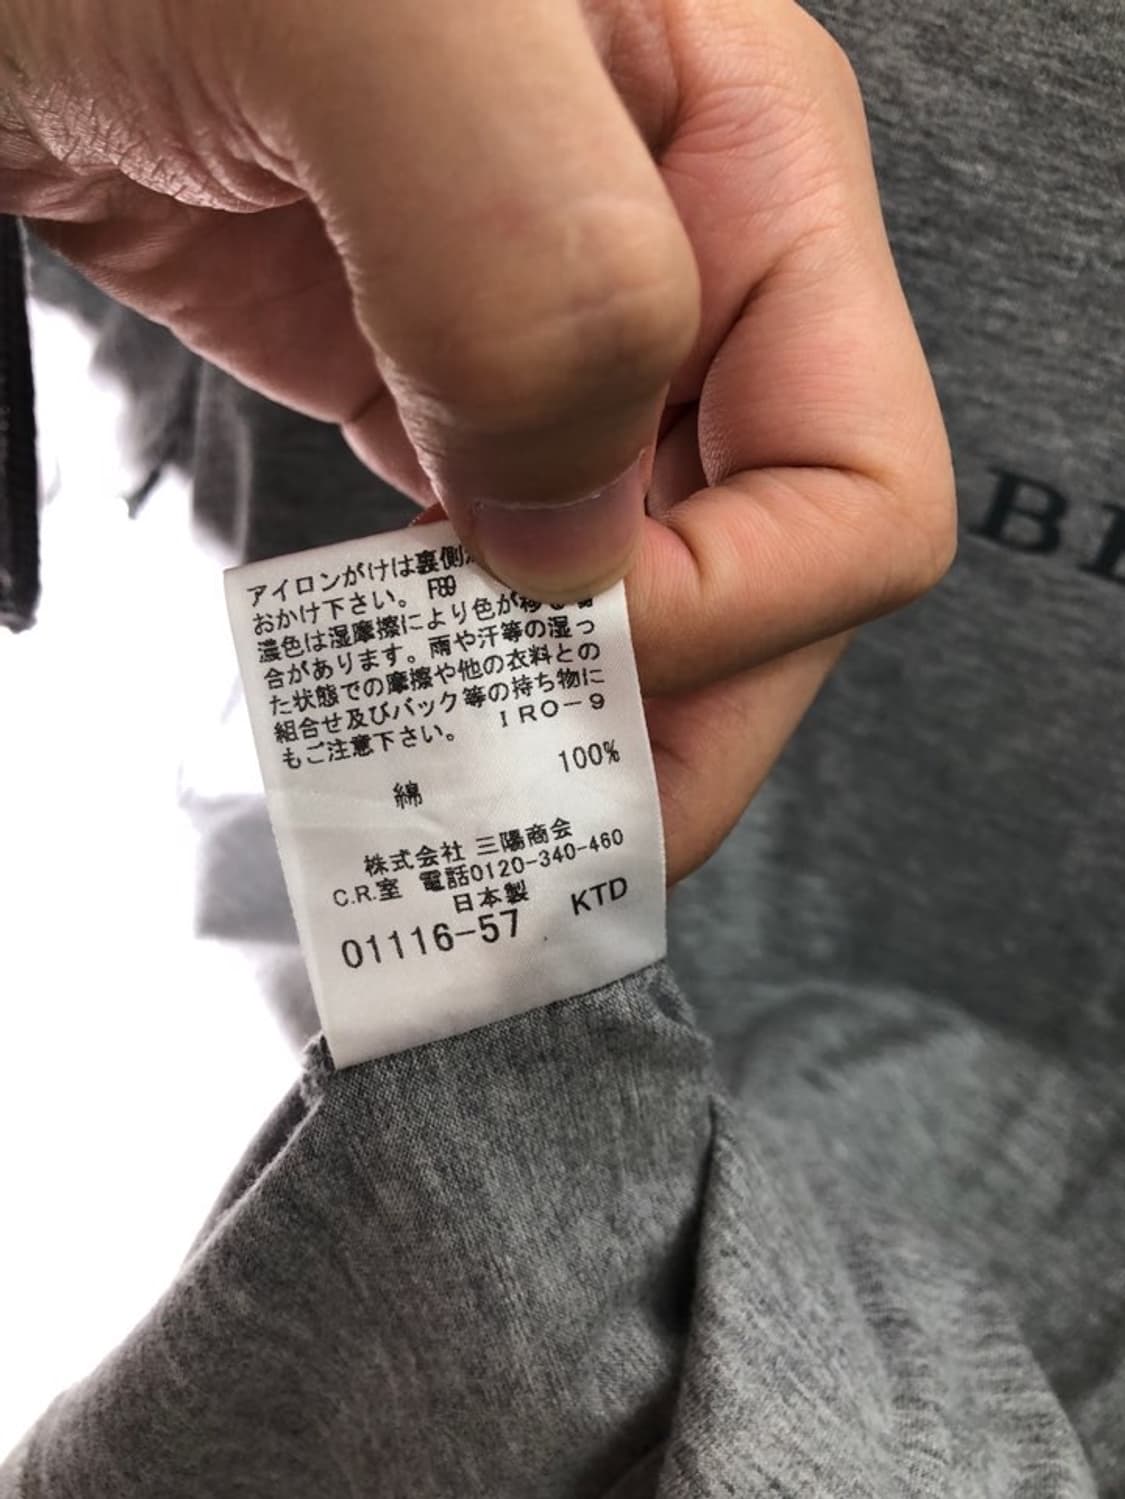 アイロンがけは裏側
おかけ下さい。 F89
濃色は湿摩擦により色が移る場
合があります。雨や汗等の湿っ
た状態での摩擦や他の衣料との
組合せ及びバック等の持ち物に
もご注意下さい。 IRO-9
綿 100%
株式会社 三陽商会
C.R.室 電話0120-340-460
日本製
01116-57 KTD
B